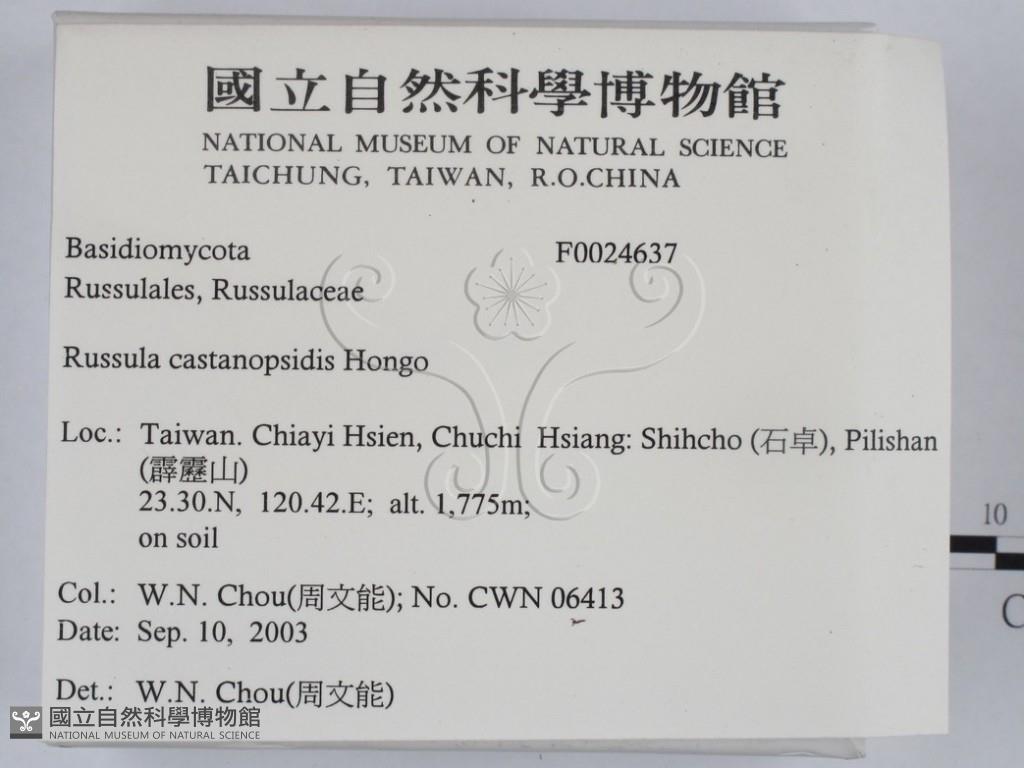 國立自然科學博物館
NATIONAL MUSEUM OF NATURAL SCIENCE
TAICHUNG, TAIWAN, R.O.CHINA
Basidiomycota F0024637
Russulales, Russulaceae
Russula castanopsidis Hongo
Loc.: Taiwan. Chiayi Hsien, Chuchi Hsiang: Shihcho (石卓), Pilishan
(霹靂山)
23.30.N, 120.42.E; alt. 1,775m;
on soil
Col.: W.N. Chou(周文能); No. CWN 06413
Date: Sep. 10, 2003
Det.: W.N. Chou(周文能)
10
C
國立自然科學博物館
NATIONAL MUSEUM OF NATURAL SCIENCE